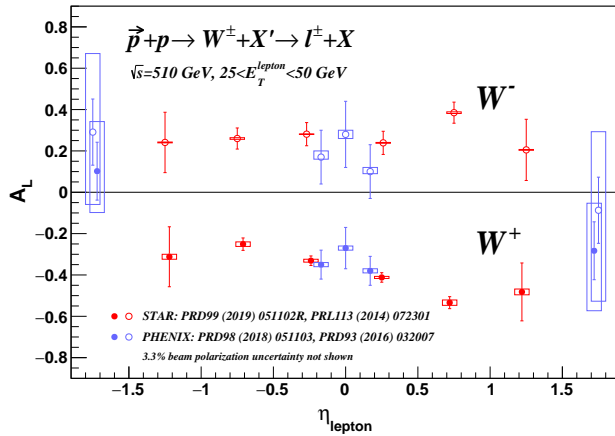 p⃗+p→W±+X'→l±+X
√s=510 GeV, 25<E_T^lepton<50 GeV
W⁻
W⁺
STAR: PRD99 (2019) 051102R, PRL113 (2014) 072301
PHENIX: PRD98 (2018) 051103, PRD93 (2016) 032007
3.3% beam polarization uncertainty not shown
A_L
0.8
0.6
0.4
0.2
0
−0.2
−0.4
−0.6
−0.8
−1.5 −1 −0.5 0 0.5 1 1.5
η_lepton